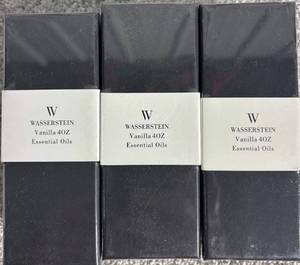 W
WASSERSTEIN
Vanilla 4OZ
Essential Oils
W
WASSERSTEIN
Vanilla 4OZ
Essential Oils
W
WASSERSTEIN
Vanilla 4OZ
Essential Oils